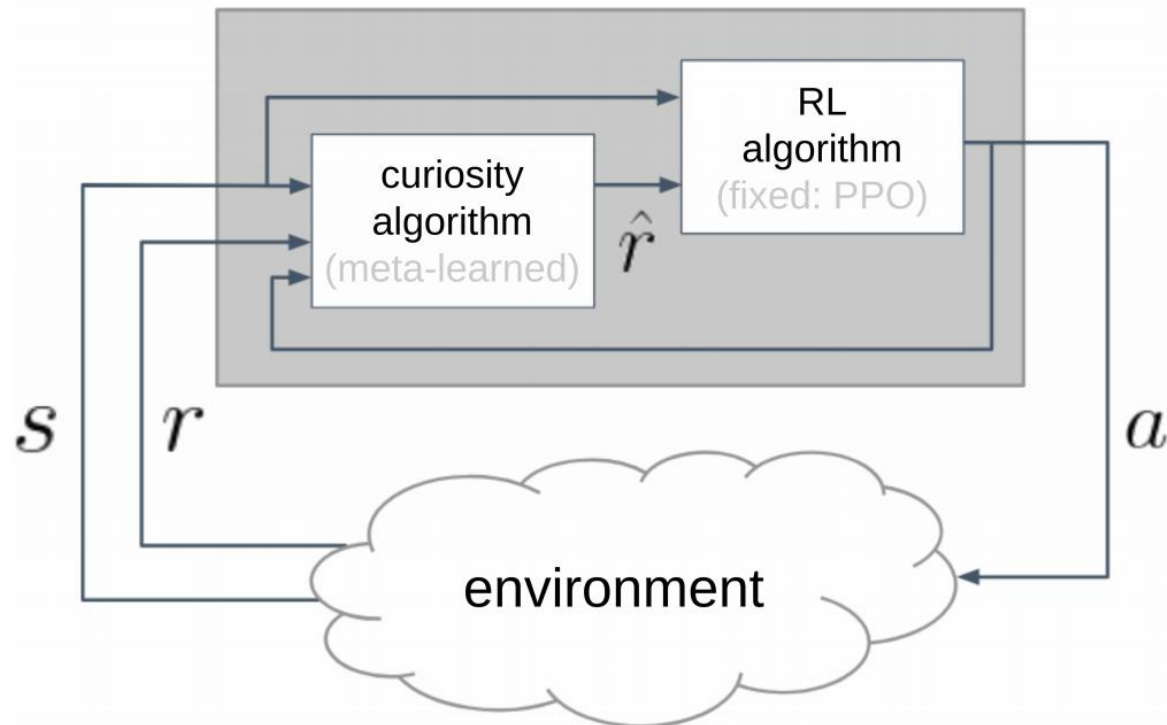 RL
algorithm
(fixed: PPO)
curiosity
algorithm
(meta-learned)
r̂
s
r
a
environment